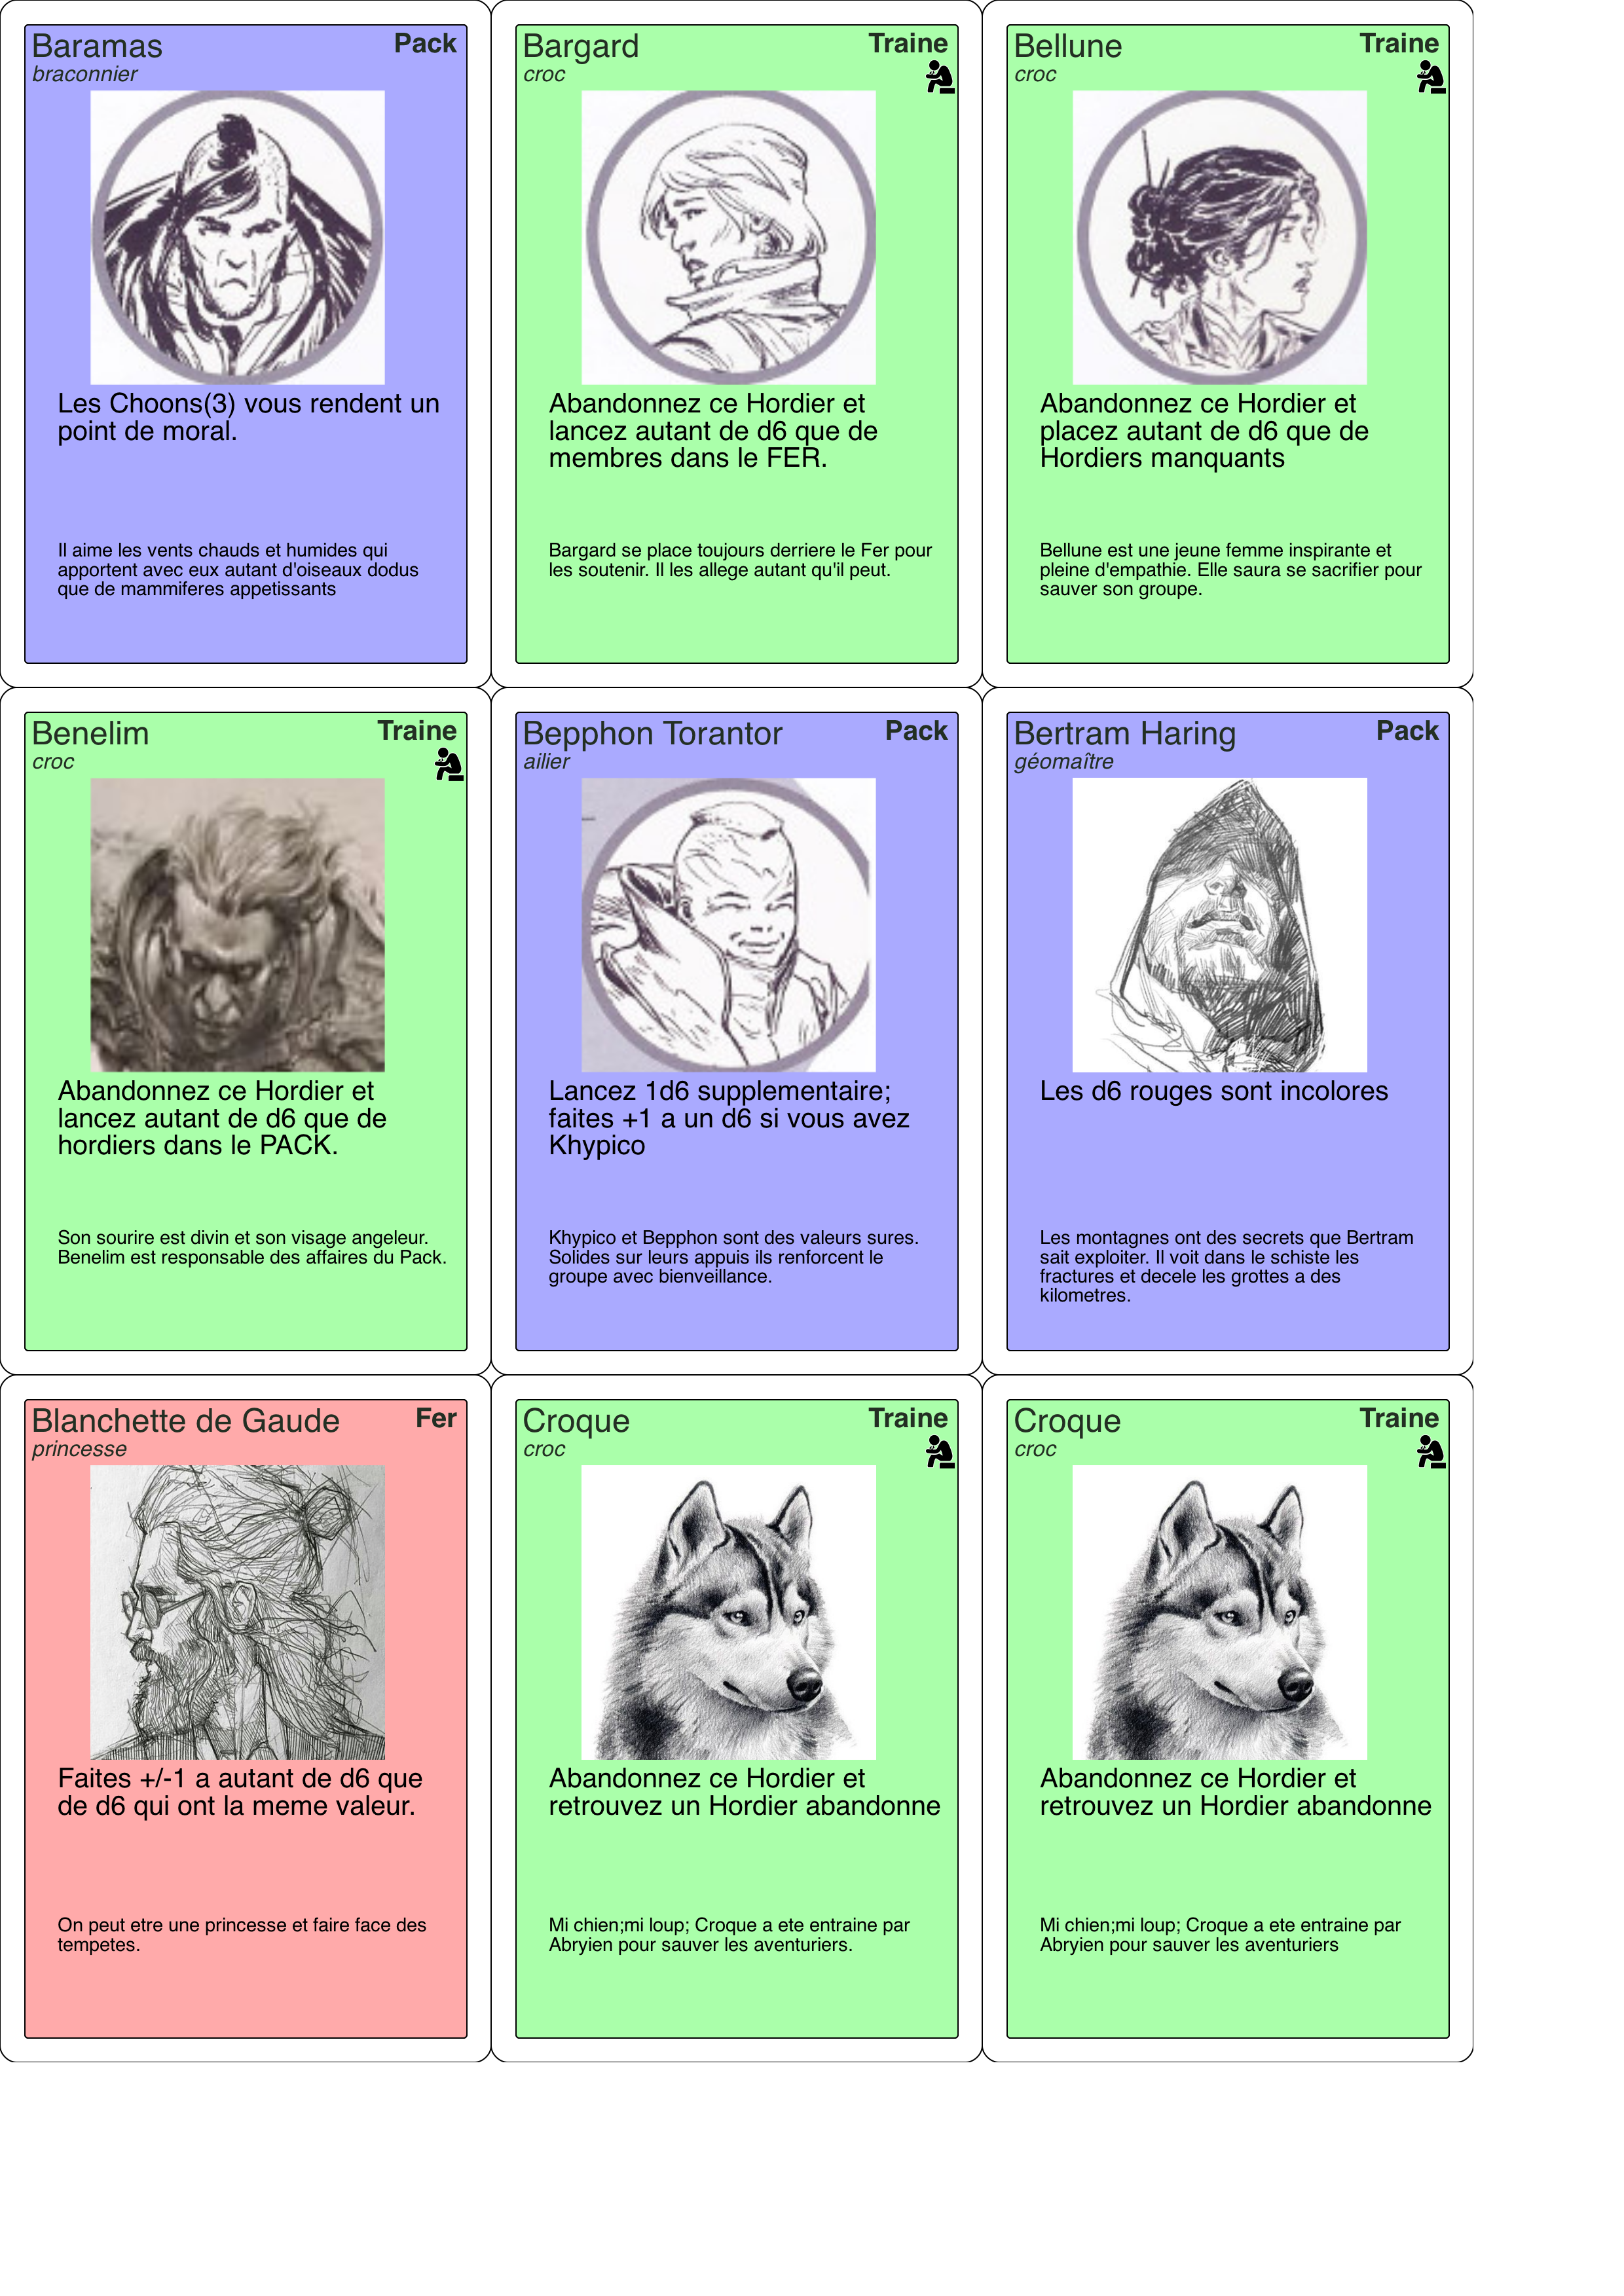 Baramas
Pack
braconnier
Les Choons(3) vous rendent un
point de moral.
Il aime les vents chauds et humides qui
apportent avec eux autant d'oiseaux dodus
que de mammiferes appetissants
Bargard
Traine
croc
Abandonnez ce Hordier et
lancez autant de d6 que de
membres dans le FER.
Bargard se place toujours derriere le Fer pour
les soutenir. Il les allege autant qu'il peut.
Bellune
Traine
croc
Abandonnez ce Hordier et
placez autant de d6 que de
Hordiers manquants
Bellune est une jeune femme inspirante et
pleine d'empathie. Elle saura se sacrifier pour
sauver son groupe.
Benelim
Traine
croc
Abandonnez ce Hordier et
lancez autant de d6 que de
hordiers dans le PACK.
Son sourire est divin et son visage angeleur.
Benelim est responsable des affaires du Pack.
Bepphon Torantor
Pack
ailier
Lancez 1d6 supplementaire;
faites +1 a un d6 si vous avez
Khypico
Khypico et Bepphon sont des valeurs sures.
Solides sur leurs appuis ils renforcent le
groupe avec bienveillance.
Bertram Haring
Pack
géomaître
Les d6 rouges sont incolores
Les montagnes ont des secrets que Bertram
sait exploiter. Il voit dans le schiste les
fractures et decele les grottes a des
kilometres.
Blanchette de Gaude
Fer
princesse
Faites +/-1 a autant de d6 que
de d6 qui ont la meme valeur.
On peut etre une princesse et faire face des
tempetes.
Croque
Traine
croc
Abandonnez ce Hordier et
retrouvez un Hordier abandonne
Mi chien;mi loup; Croque a ete entraine par
Abryien pour sauver les aventuriers.
Croque
Traine
croc
Abandonnez ce Hordier et
retrouvez un Hordier abandonne
Mi chien;mi loup; Croque a ete entraine par
Abryien pour sauver les aventuriers